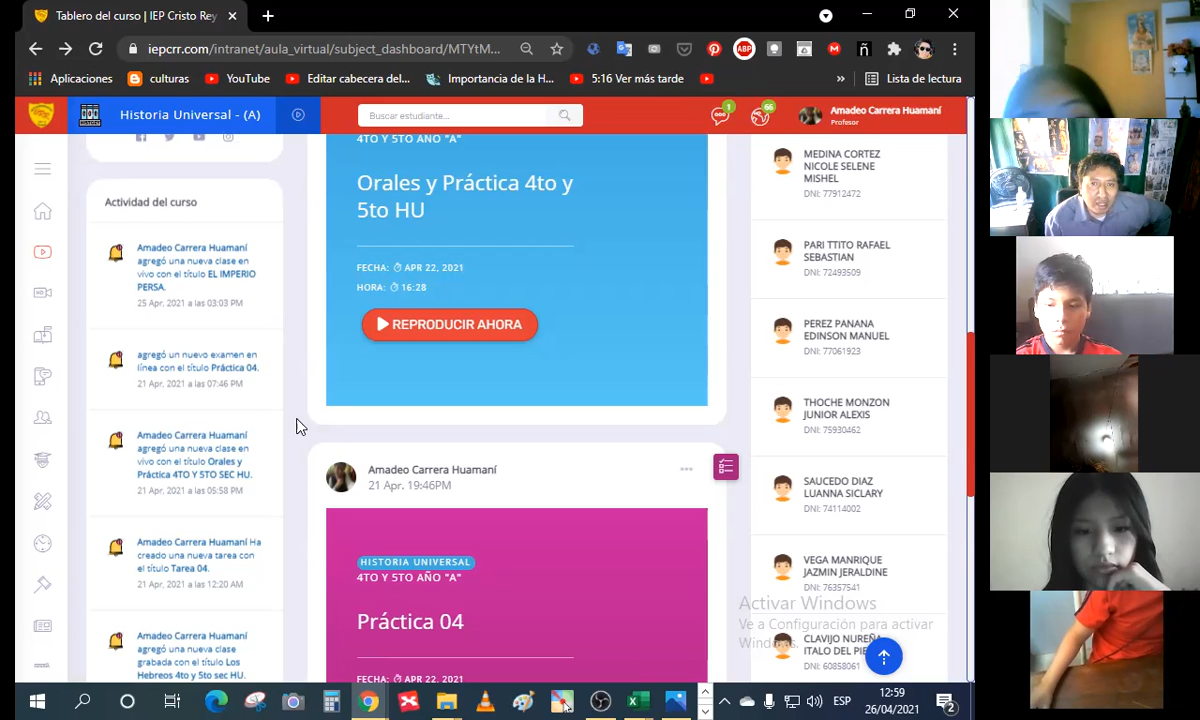 Tablero del curso | IEP Cristo Rey
iepcrr.com/intranet/aula_virtual/subject_dashboard/MTYtM...
Aplicaciones
culturas
YouTube
Editar cabecera del...
Importancia de la H...
5:16 Ver más tarde
»
Lista de lectura
ABP
ñ
Historia Universal - (A)
Buscar estudiante...
1
66
Amadeo Carrera Huamaní
Profesor
Actividad del curso
Amadeo Carrera Huamaní
agregó una nueva clase en
vivo con el título EL IMPERIO
PERSA.
25 Apr, 2021 a las 03:03 PM
agregó un nuevo examen en
línea con el título Práctica 04.
21 Apr, 2021 a las 07:46 PM
Amadeo Carrera Huamaní
agregó una nueva clase en
vivo con el título Orales y
Práctica 4TO Y 5TO SEC HU.
21 Apr, 2021 a las 05:58 PM
Amadeo Carrera Huamaní Ha
creado una nueva tarea con
el título Tarea 04.
21 Apr, 2021 a las 12:20 AM
Amadeo Carrera Huamaní
agregó una nueva clase
grabada con el título Los
Hebreos 4to y 5to sec HU.
4TO Y 5TO AÑO "A"
Orales y Práctica 4to y
5to HU
FECHA: APR 22, 2021
HORA: 16:28
REPRODUCIR AHORA
Amadeo Carrera Huamaní
21 Apr. 19:46PM
HISTORIA UNIVERSAL
4TO Y 5TO AÑO "A"
Práctica 04
FECHA: APR 21, 2021
MEDINA CORTEZ
NICOLE SELENE
MISHEL
DNI: 77912472
PARI TTITO RAFAEL
SEBASTIAN
DNI: 72493509
PEREZ PANANA
EDINSON MANUEL
DNI: 77061923
THOCHE MONZON
JUNIOR ALEXIS
DNI: 75930462
SAUCEDO DIAZ
LUANNA SICLARY
DNI: 74114002
VEGA MANRIQUE
JAZMIN JERALDINE
DNI: 76357541
CLAVIJO NUREÑA
ITALO DEL PIE
DNI: 60858061
Activar Windows
Ve a Configuración para activar
Windows.
ESP
12:59
26/04/2021
2